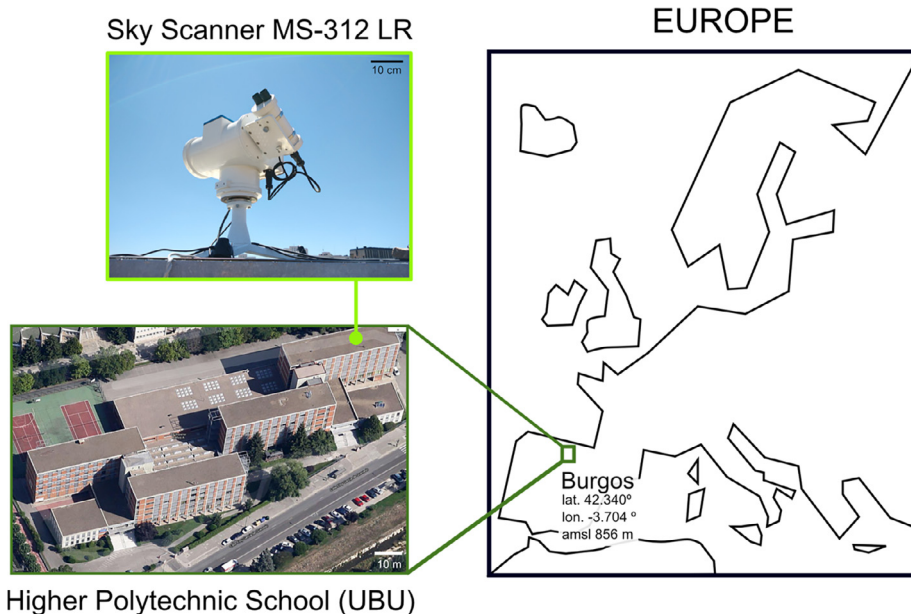 Sky Scanner MS-312 LR
10 cm
EUROPE
Burgos
lat. 42.340º
lon. -3.704 º
amsl 856 m
10 m
Higher Polytechnic School (UBU)